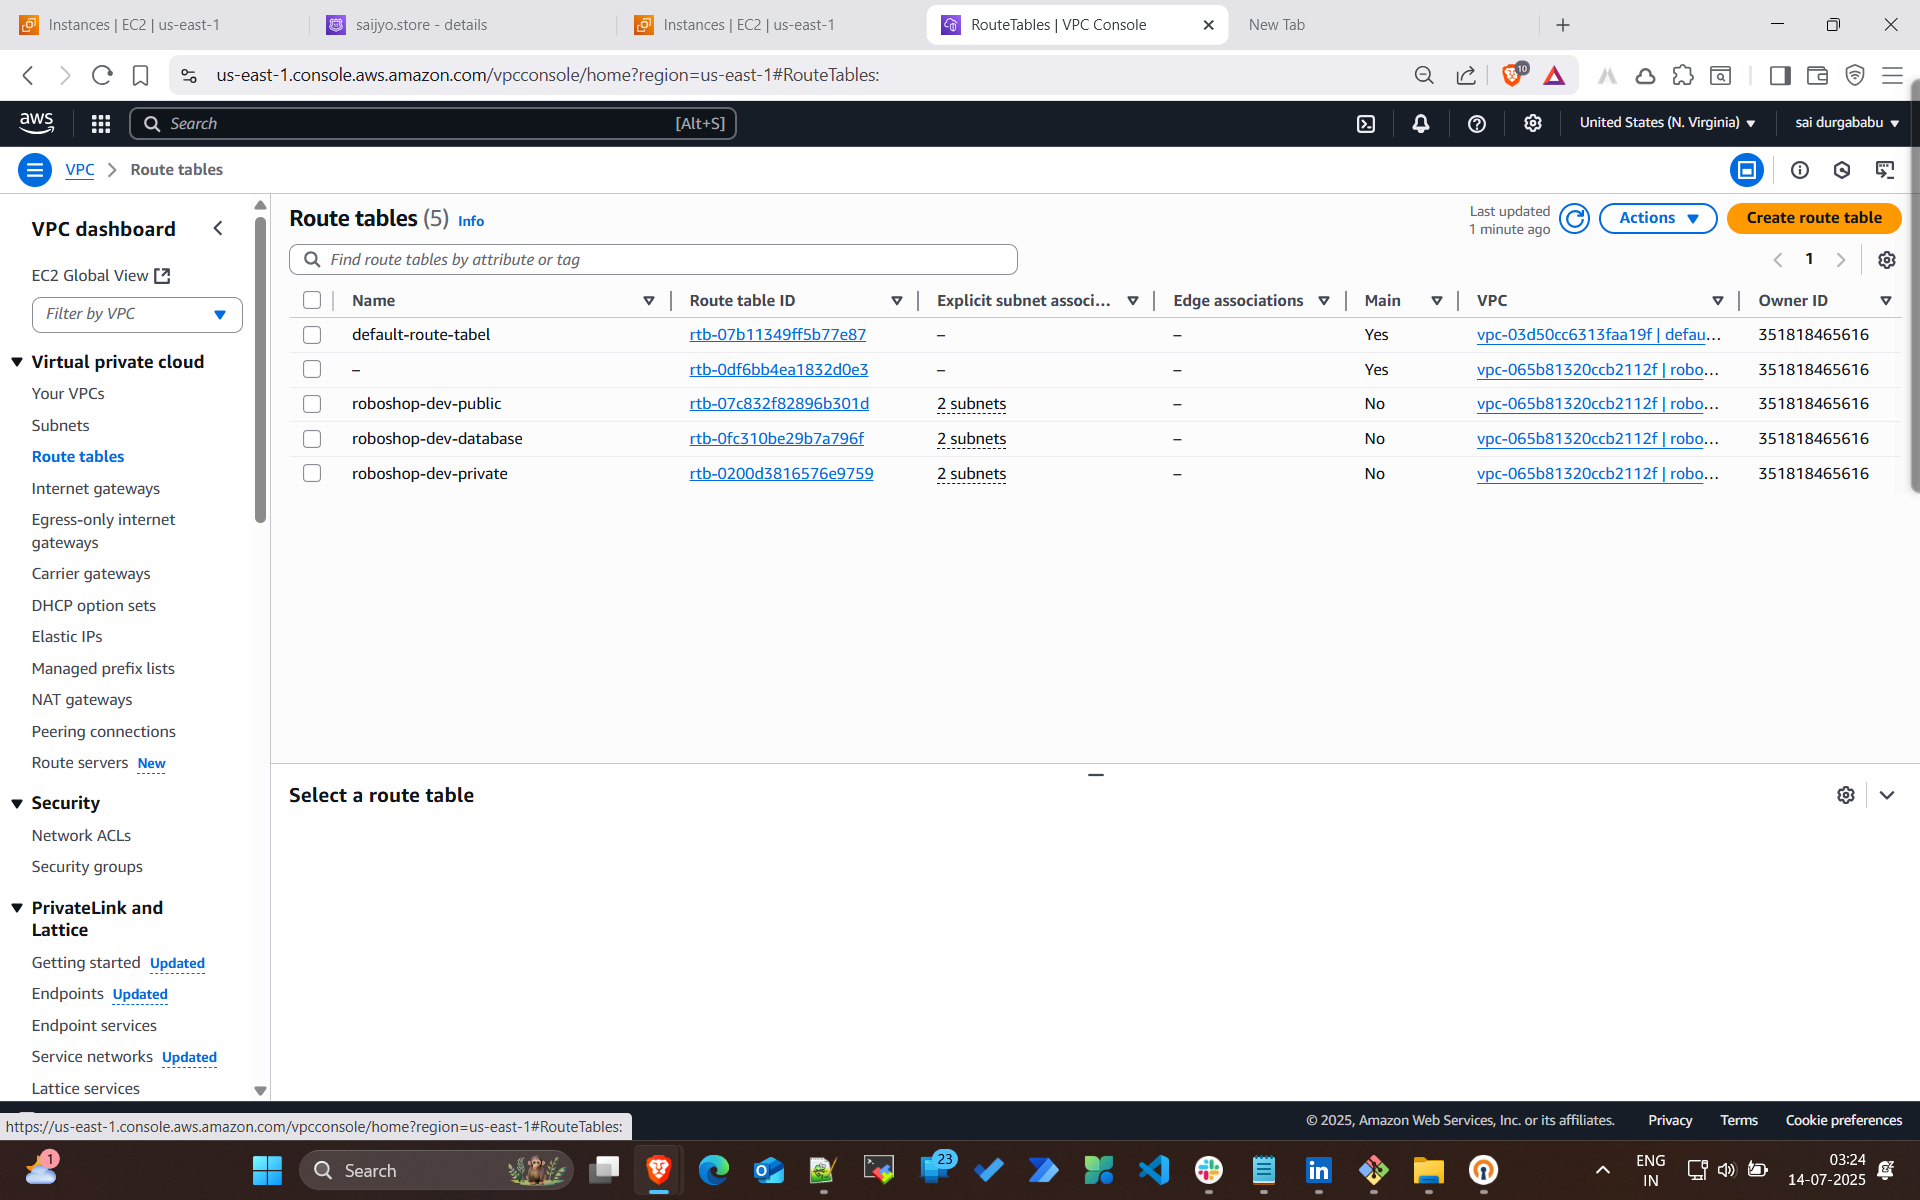 Instances | EC2 | us-east-1
saijyo.store - details
Instances | EC2 | us-east-1
RouteTables | VPC Console
New Tab
us-east-1.console.aws.amazon.com/vpcconsole/home?region=us-east-1#RouteTables:
10
aws
Search
[Alt+S]
United States (N. Virginia)
sai durgababu
VPC
Route tables
VPC dashboard
EC2 Global View
Filter by VPC
Virtual private cloud
Your VPCs
Subnets
Route tables
Internet gateways
Egress-only internet
gateways
Carrier gateways
DHCP option sets
Elastic IPs
Managed prefix lists
NAT gateways
Peering connections
Route servers New
Security
Network ACLs
Security groups
PrivateLink and
Lattice
Getting started Updated
Endpoints Updated
Endpoint services
Service networks Updated
Lattice services
Route tables (5) Info
Last updated
1 minute ago
Actions
Create route table
Find route tables by attribute or tag
1
Name Route table ID Explicit subnet associ... Edge associations Main VPC Owner ID
default-route-tabel rtb-07b11349ff5b77e87 – – Yes vpc-03d50cc6313faa19f | defau... 351818465616
– rtb-0df6bb4ea1832d0e3 – – Yes vpc-065b81320ccb2112f | robo... 351818465616
roboshop-dev-public rtb-07c832f82896b301d 2 subnets – No vpc-065b81320ccb2112f | robo... 351818465616
roboshop-dev-database rtb-0fc310be29b7a796f 2 subnets – No vpc-065b81320ccb2112f | robo... 351818465616
roboshop-dev-private rtb-0200d3816576e9759 2 subnets – No vpc-065b81320ccb2112f | robo... 351818465616
Select a route table
https://us-east-1.console.aws.amazon.com/vpcconsole/home?region=us-east-1#RouteTables:
© 2025, Amazon Web Services, Inc. or its affiliates.
Privacy
Terms
Cookie preferences
1
Search
23
ENG
IN
03:24
14-07-2025